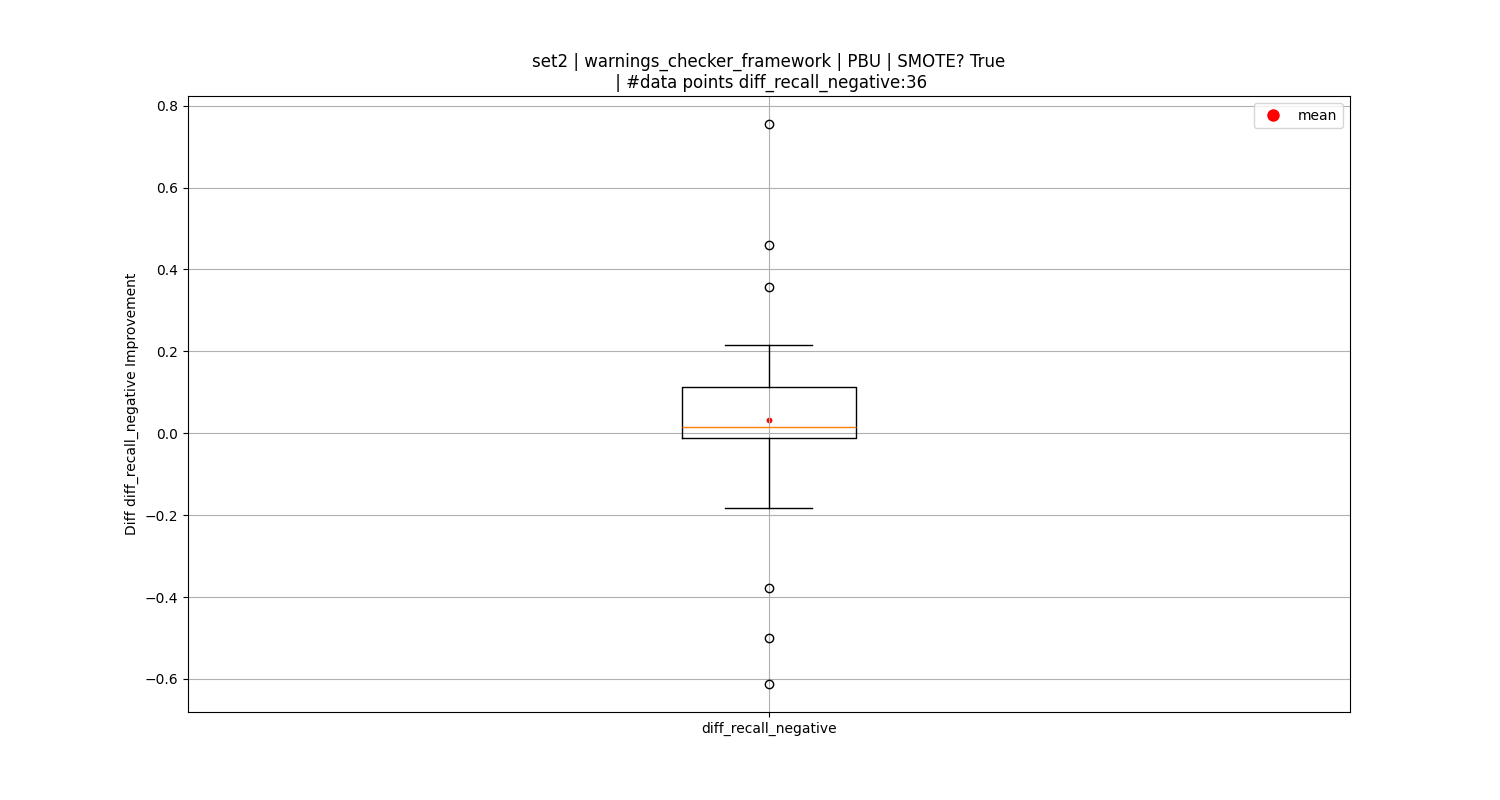 set2 | warnings_checker_framework | PBU | SMOTE? True
| #data points diff_recall_negative:36
mean
0.8
0.6
0.4
0.2
0.0
−0.2
−0.4
−0.6
Diff diff_recall_negative Improvement
diff_recall_negative